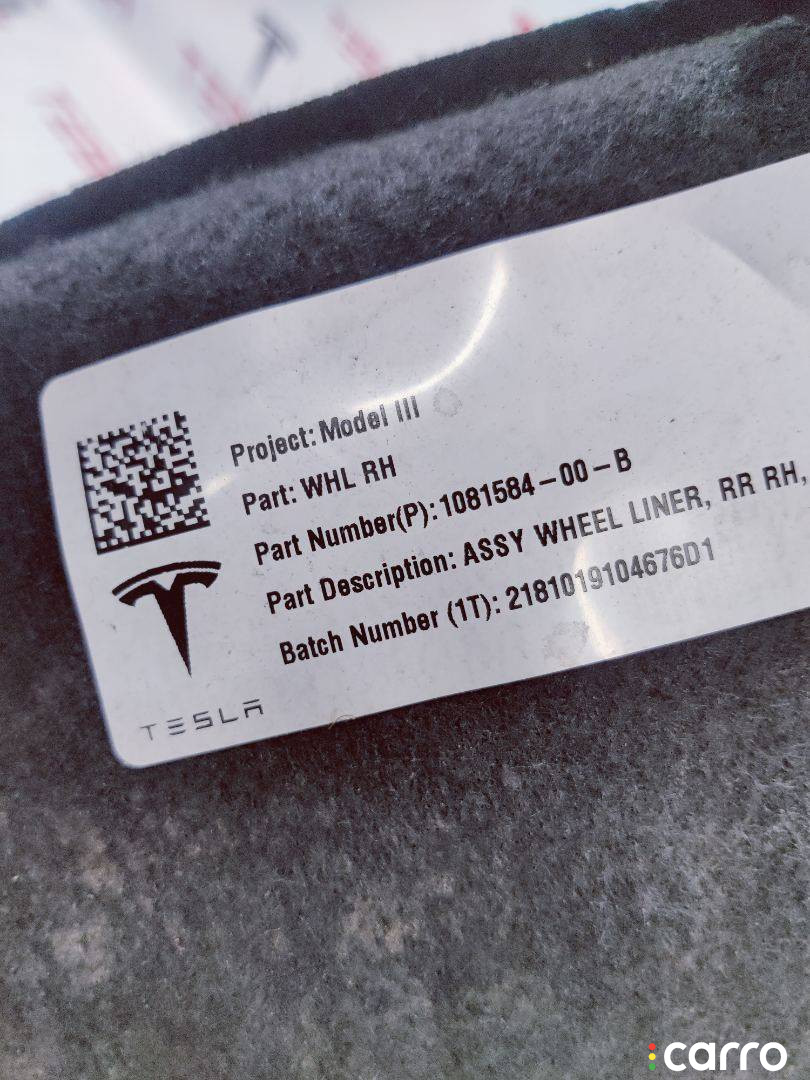 Project: Model III
Part: WHL RH
Part Number(P): 1081584-00-B
Part Description: ASSY WHEEL LINER, RR RH,
Batch Number (1T): 2181019104676D1
TESLA
carro